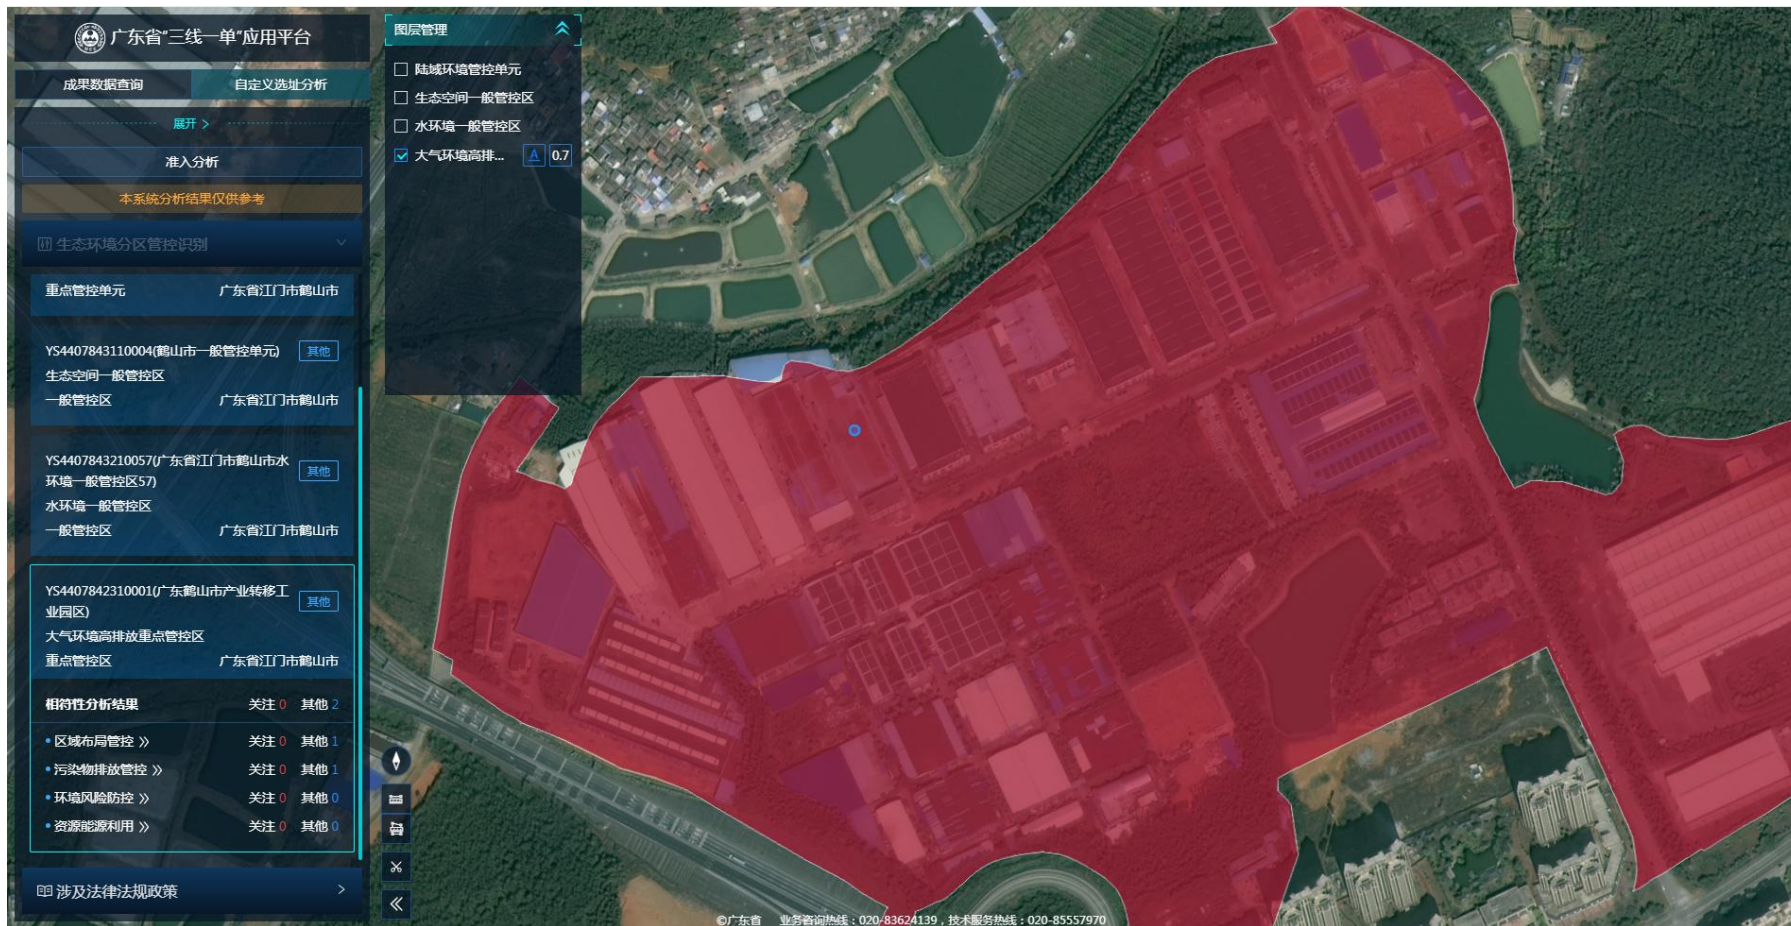 广东省“三线一单”应用平台
成果数据查询 自定义选址分析
展开 >
准入分析
本系统分析结果仅供参考
生态环境分区管控识别
重点管控单元 广东省江门市鹤山市
YS4407843110004(鹤山市一般管控单元) 其他
生态空间一般管控区
一般管控区 广东省江门市鹤山市
YS4407843210057(广东省江门市鹤山市水
环境一般管控区57) 其他
水环境一般管控区
一般管控区 广东省江门市鹤山市
YS4407842310001(广东鹤山市产业转移工
业园区) 其他
大气环境高排放重点管控区
重点管控区 广东省江门市鹤山市
相符性分析结果 关注 0 其他 2
区域布局管控 》 关注 0 其他 1
污染物排放管控 》 关注 0 其他 1
环境风险防控 》 关注 0 其他 0
资源能源利用 》 关注 0 其他 0
涉及法律法规政策 >
图层管理
陆域环境管控单元
生态空间一般管控区
水环境一般管控区
大气环境高排... A 0.7
©广东省 业务咨询热线：020-83624139，技术服务热线：020-85557970